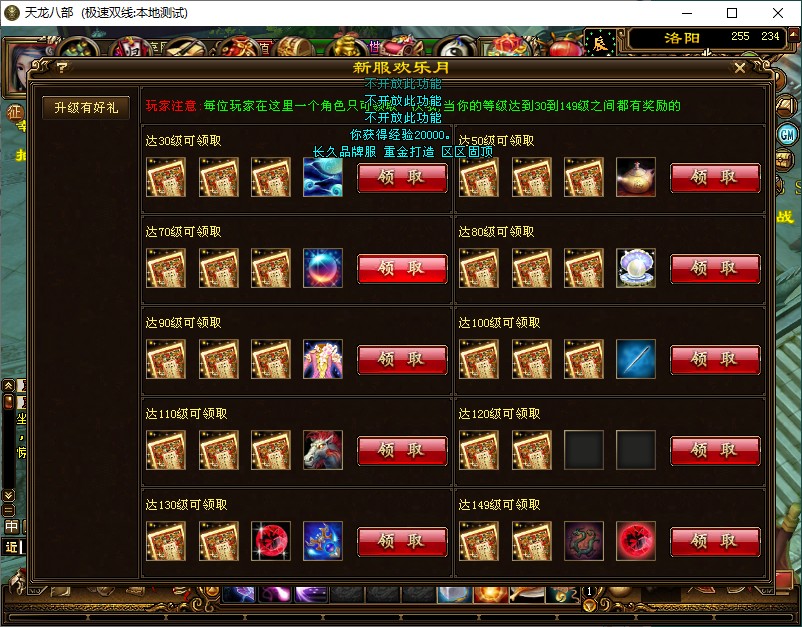 天龙八部 (极速双线:本地测试)
洛阳 255 234
辰
?
新服欢乐月
不开放此功能
升级有好礼
玩家注意:每位玩家在这里一个角色只可领取 当你的等级达到30到149级之间都有奖励的
不开放此功能
不开放此功能
你获得经验20000。
长久品牌服 重金打造 区区固顶
达30级可领取
领 取
达50级可领取
领 取
达70级可领取
领 取
达80级可领取
领 取
达90级可领取
领 取
达100级可领取
领 取
达110级可领取
领 取
达120级可领取
领 取
达130级可领取
领 取
达149级可领取
领 取
征
GM
战
近
1